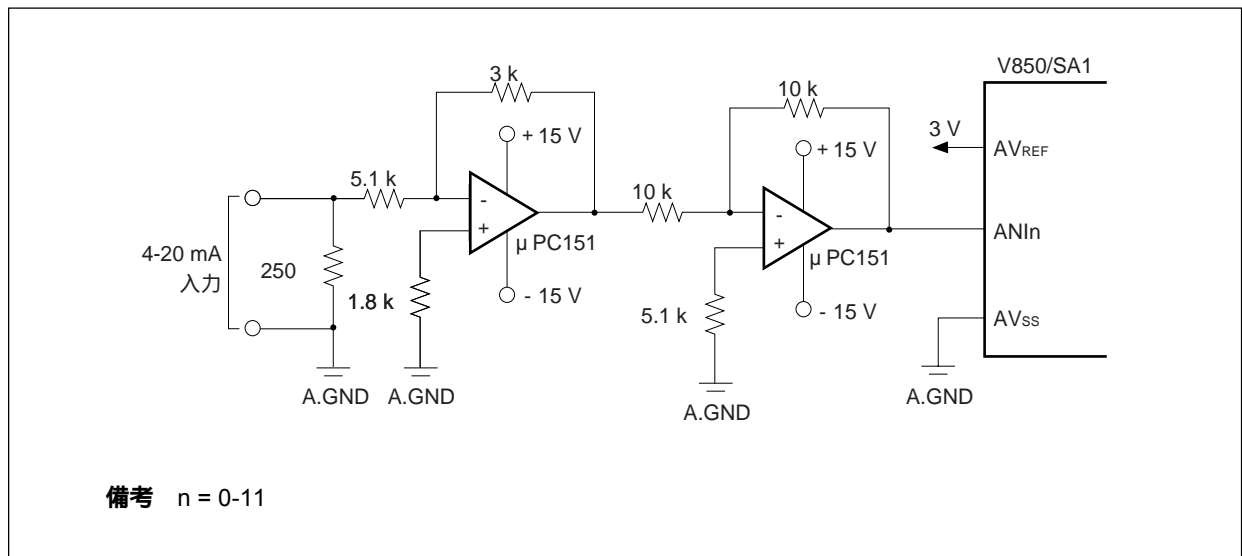 V850/SA1
3 k
10 k
+ 15 V
+ 15 V
3 V
AVREF
5.1 k
10 k
-
+
-
+
μ PC151
μ PC151
ANIn
4-20 mA
入力
250
1.8 k
- 15 V
5.1 k
- 15 V
AVSS
A.GND
A.GND
A.GND
A.GND
備考 n = 0-11